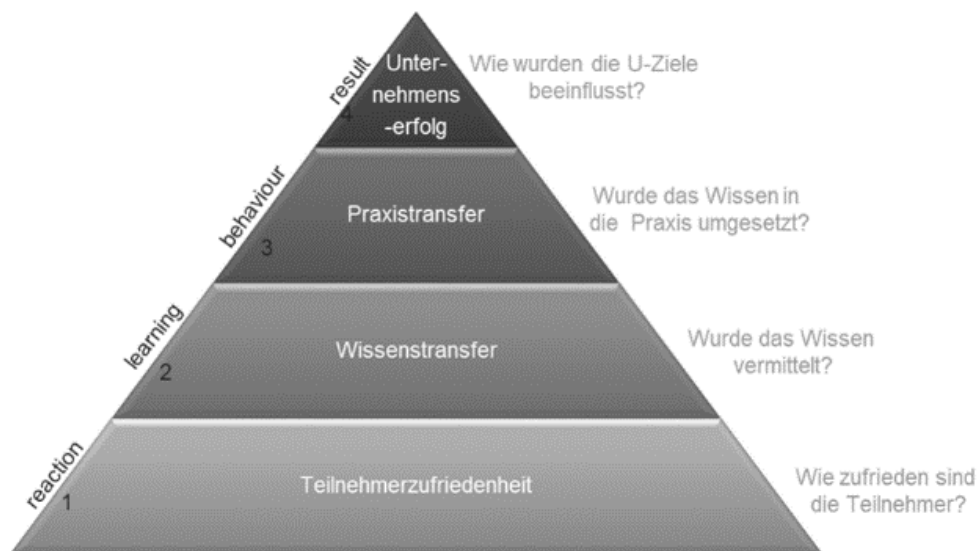 result
4
Unter-
nehmens
-erfolg
Wie wurden die U-Ziele
beeinflusst?
behaviour
3
Praxistransfer
Wurde das Wissen in
die Praxis umgesetzt?
learning
2
Wissenstransfer
Wurde das Wissen
vermittelt?
reaction
1
Teilnehmerzufriedenheit
Wie zufrieden sind
die Teilnehmer?